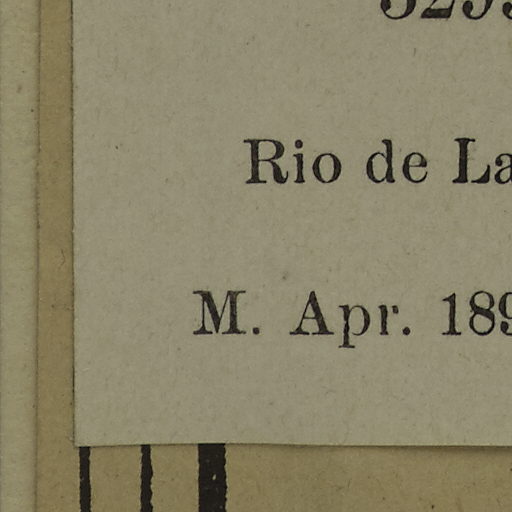 Rio de La
M. Apr. 189